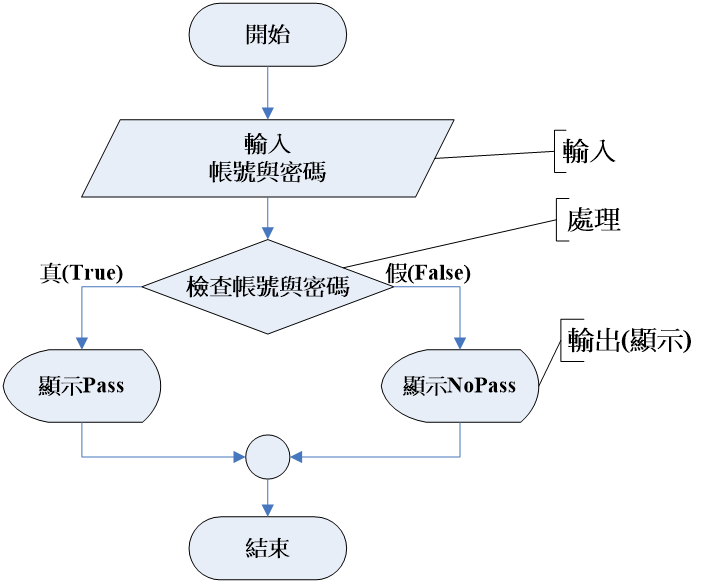 開始
輸入
帳號與密碼
輸入
處理
真(True)
檢查帳號與密碼
假(False)
輸出(顯示)
顯示Pass
顯示NoPass
結束